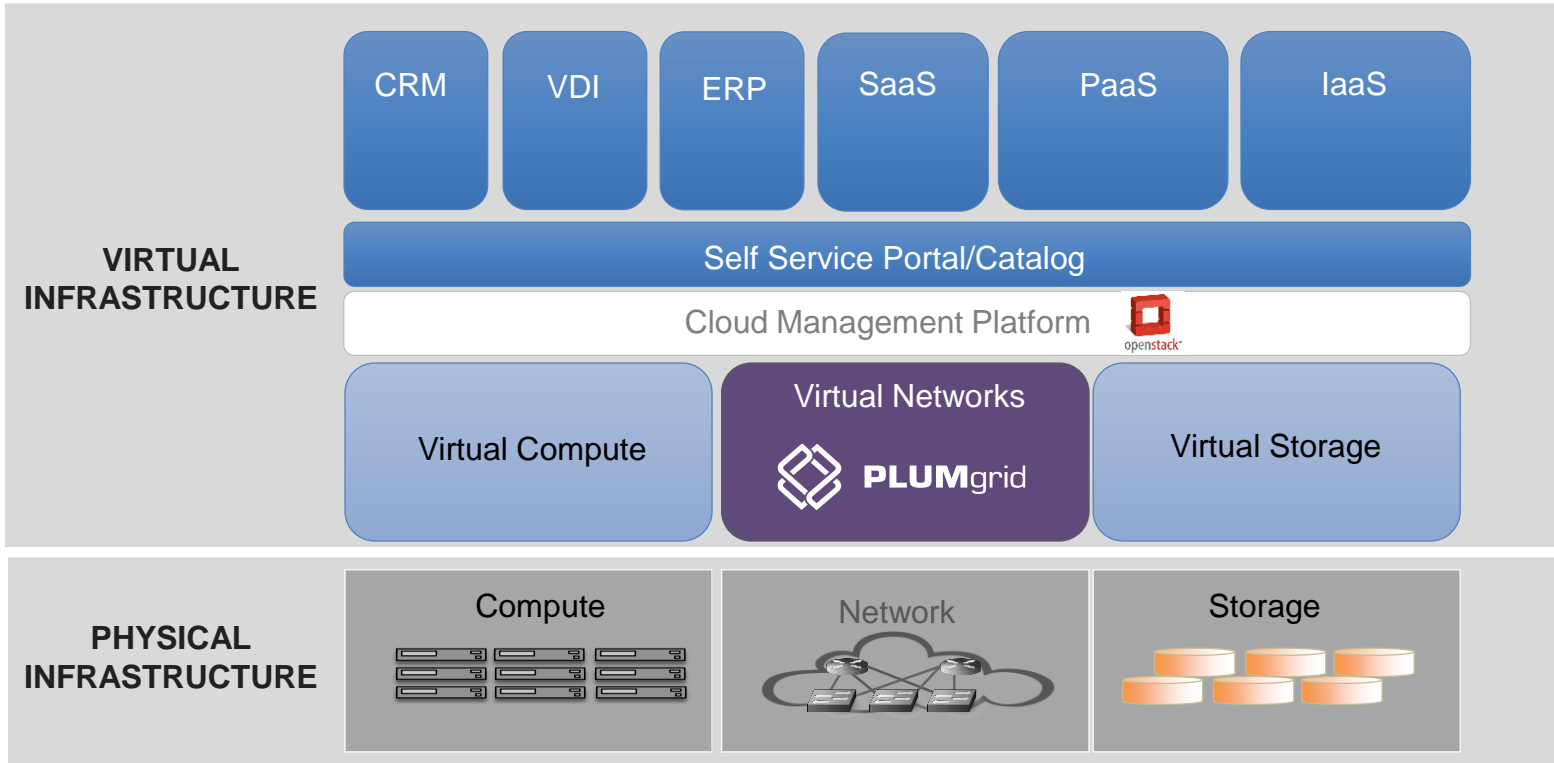 CRM
VDI
ERP
SaaS
PaaS
IaaS
VIRTUAL
INFRASTRUCTURE
Self Service Portal/Catalog
Cloud Management Platform
openstack
Virtual Compute
Virtual Networks
PLUMgrid
Virtual Storage
PHYSICAL
INFRASTRUCTURE
Compute
Network
Storage